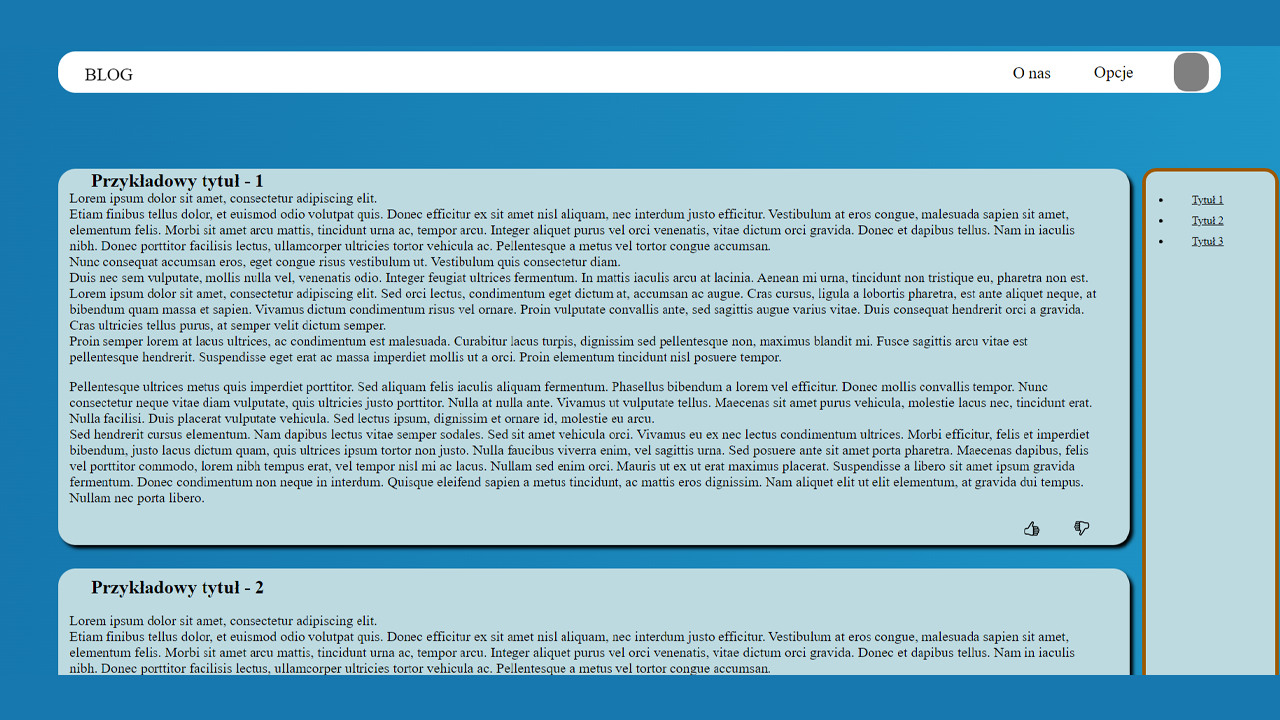 BLOG
O nas
Opcje
Przykładowy tytuł - 1
Lorem ipsum dolor sit amet, consectetur adipiscing elit.
Etiam finibus tellus dolor, et euismod odio volutpat quis. Donec efficitur ex sit amet nisl aliquam, nec interdum justo efficitur. Vestibulum at eros congue, malesuada sapien sit amet,
elementum felis. Morbi sit amet arcu mattis, tincidunt urna ac, tempor arcu. Integer aliquet purus vel orci venenatis, vitae dictum orci gravida. Donec et dapibus tellus. Nam in iaculis
nibh. Donec porttitor facilisis lectus, ullamcorper ultricies tortor vehicula ac. Pellentesque a metus vel tortor congue accumsan.
Nunc consequat accumsan eros, eget congue risus vestibulum ut. Vestibulum quis consectetur diam.
Duis nec sem vulputate, mollis nulla vel, venenatis odio. Integer feugiat ultrices fermentum. In mattis iaculis arcu at lacinia. Aenean mi urna, tincidunt non tristique eu, pharetra non est.
Lorem ipsum dolor sit amet, consectetur adipiscing elit. Sed orci lectus, condimentum eget dictum at, accumsan ac augue. Cras cursus, ligula a lobortis pharetra, est ante aliquet neque, at
bibendum quam massa et sapien. Vivamus dictum condimentum risus vel ornare. Proin vulputate convallis ante, sed sagittis augue varius vitae. Duis consequat hendrerit orci a gravida.
Cras ultricies tellus purus, at semper velit dictum semper.
Proin semper lorem at lacus ultrices, ac condimentum est malesuada. Curabitur lacus turpis, dignissim sed pellentesque non, maximus blandit mi. Fusce sagittis arcu vitae est
pellentesque hendrerit. Suspendisse eget erat ac massa imperdiet mollis ut a orci. Proin elementum tincidunt nisl posuere tempor.
Pellentesque ultrices metus quis imperdiet porttitor. Sed aliquam felis iaculis aliquam fermentum. Phasellus bibendum a lorem vel efficitur. Donec mollis convallis tempor. Nunc
consectetur neque vitae diam vulputate, quis ultricies justo porttitor. Nulla at nulla ante. Vivamus ut vulputate tellus. Maecenas sit amet purus vehicula, molestie lacus nec, tincidunt erat.
Nulla facilisi. Duis placerat vulputate vehicula. Sed lectus ipsum, dignissim et ornare id, molestie eu arcu.
Sed hendrerit cursus elementum. Nam dapibus lectus vitae semper sodales. Sed sit amet vehicula orci. Vivamus eu ex nec lectus condimentum ultrices. Morbi efficitur, felis et imperdiet
bibendum, justo lacus dictum quam, quis ultrices ipsum tortor non justo. Nulla faucibus viverra enim, vel sagittis urna. Sed posuere ante sit amet porta pharetra. Maecenas dapibus, felis
vel porttitor commodo, lorem nibh tempus erat, vel tempor nisl mi ac lacus. Nullam sed enim orci. Mauris ut ex ut erat maximus placerat. Suspendisse a libero sit amet ipsum gravida
fermentum. Donec condimentum non neque in interdum. Quisque eleifend sapien a metus tincidunt, ac mattis eros dignissim. Nam aliquet elit ut elit elementum, at gravida dui tempus.
Nullam nec porta libero.
Przykładowy tytuł - 2
Lorem ipsum dolor sit amet, consectetur adipiscing elit.
Etiam finibus tellus dolor, et euismod odio volutpat quis. Donec efficitur ex sit amet nisl aliquam, nec interdum justo efficitur. Vestibulum at eros congue, malesuada sapien sit amet,
elementum felis. Morbi sit amet arcu mattis, tincidunt urna ac, tempor arcu. Integer aliquet purus vel orci venenatis, vitae dictum orci gravida. Donec et dapibus tellus. Nam in iaculis
nibh. Donec porttitor facilisis lectus, ullamcorper ultricies tortor vehicula ac. Pellentesque a metus vel tortor congue accumsan.
Tytuł 1
Tytuł 2
Tytuł 3